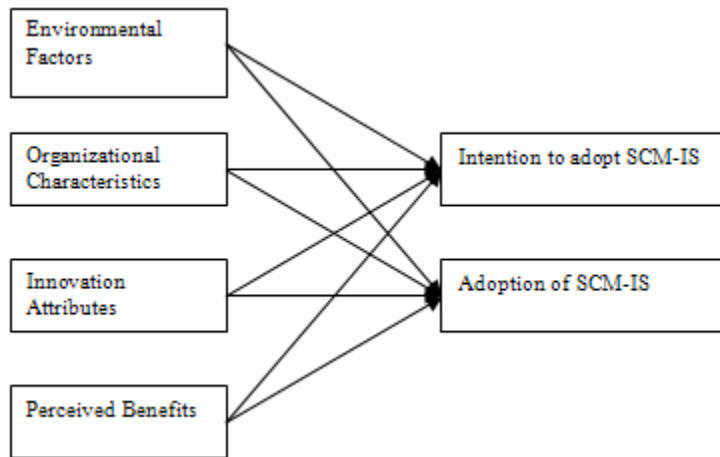 Environmental
Factors
Organizational
Characteristics
Intention to adopt SCM-IS
Innovation
Attributes
Adoption of SCM-IS
Perceived Benefits